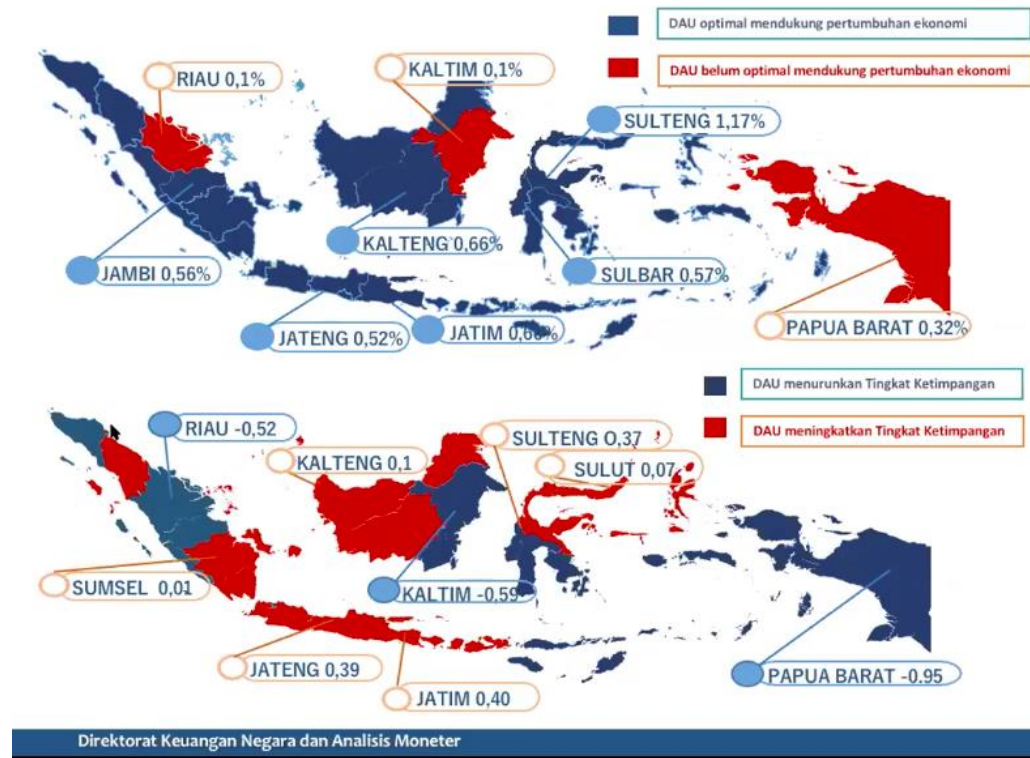 DAU optimal mendukung pertumbuhan ekonomi
DAU belum optimal mendukung pertumbuhan ekonomi
RIAU 0,1%
KALTIM 0,1%
SULTENG 1,17%
KALTENG 0,66%
JAMBI 0,56%
SULBAR 0,57%
JATENG 0,52%
JATIM
PAPUA BARAT 0,32%
DAU menurunkan Tingkat Ketimpangan
DAU meningkatkan Tingkat Ketimpangan
RIAU -0,52
SULTENG O,37
KALTENG 0,1
SULUT 0,07
SUMSEL 0,01
KALTIM -0,59
JATENG 0,39
PAPUA BARAT -0.95
JATIM 0,40
Direktorat Keuangan Negara dan Analisis Moneter